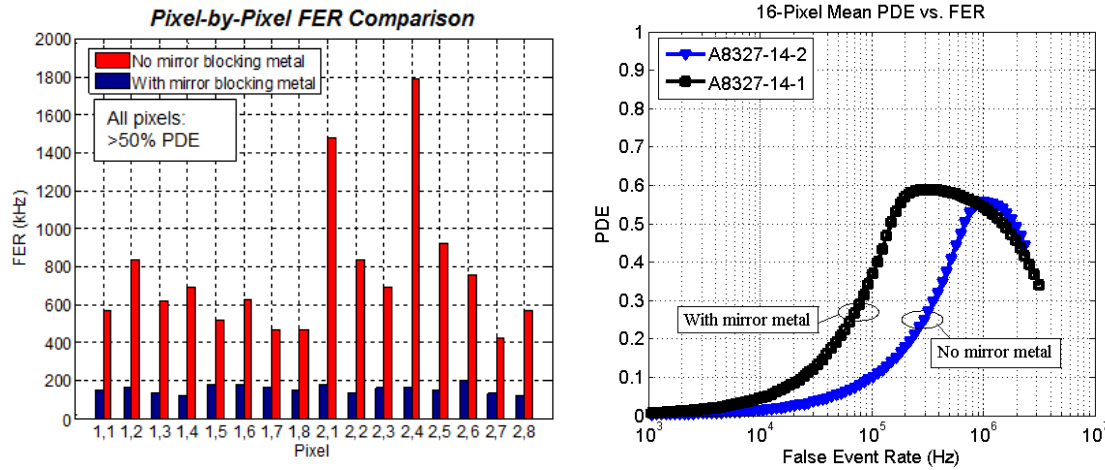 Pixel-by-Pixel FER Comparison
2000
1800
1600
1400
1200
1000
800
600
400
200
0
FER (kHz)
No mirror blocking metal
With mirror blocking metal
All pixels:
>50% PDE
1,1 1,2 1,3 1,4 1,5 1,6 1,7 1,8 2,1 2,2 2,3 2,4 2,5 2,6 2,7 2,8
Pixel
16-Pixel Mean PDE vs. FER
1
0.9
0.8
0.7
0.6
0.5
0.4
0.3
0.2
0.1
0
PDE
A8327-14-2
A8327-14-1
With mirror metal
No mirror metal
10³ 10⁴ 10⁵ 10⁶ 10⁷
False Event Rate (Hz)